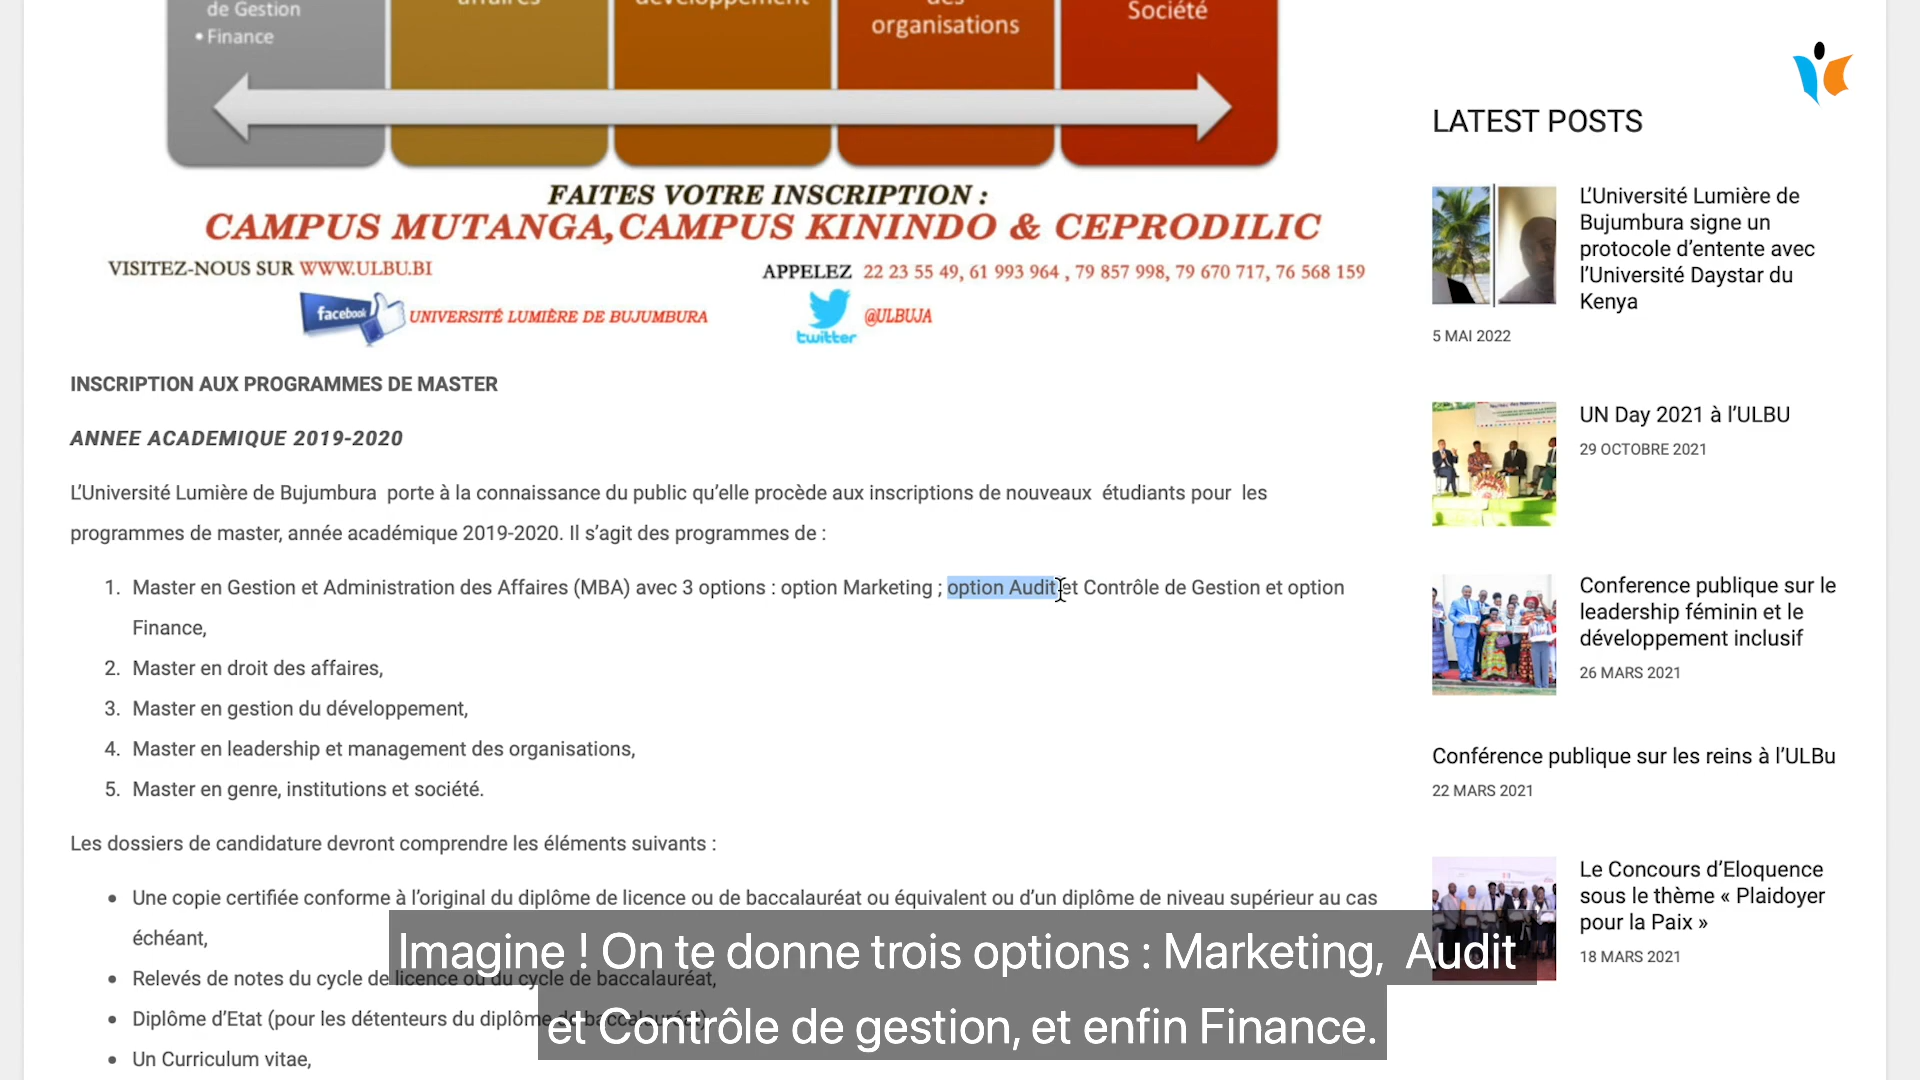 de Gestion
• Finance
affaires
développement
des
organisations
Société
FAITES VOTRE INSCRIPTION :
CAMPUS MUTANGA, CAMPUS KININDO & CEPRODILIC
VISITEZ-NOUS SUR WWW.ULBU.BI
APPELEZ 22 23 55 49, 61 993 964 , 79 857 998, 79 670 717, 76 568 159
facebook UNIVERSITÉ LUMIÈRE DE BUJUMBURA
twitter @ULBUJA
INSCRIPTION AUX PROGRAMMES DE MASTER
ANNEE ACADEMIQUE 2019-2020
L’Université Lumière de Bujumbura porte à la connaissance du public qu’elle procède aux inscriptions de nouveaux étudiants pour les
programmes de master, année académique 2019-2020. Il s’agit des programmes de :
1. Master en Gestion et Administration des Affaires (MBA) avec 3 options : option Marketing ; option Audit et Contrôle de Gestion et option
Finance,
2. Master en droit des affaires,
3. Master en gestion du développement,
4. Master en leadership et management des organisations,
5. Master en genre, institutions et société.
Les dossiers de candidature devront comprendre les éléments suivants :
• Une copie certifiée conforme à l’original du diplôme de licence ou de baccalauréat ou équivalent ou d’un diplôme de niveau supérieur au cas
échéant,
• Relevés de notes du cycle de licence ou du cycle de baccalauréat,
• Diplôme d’Etat (pour les détenteurs du diplôme de baccalauréat)
• Un Curriculum vitae,
LATEST POSTS
L’Université Lumière de
Bujumbura signe un
protocole d’entente avec
l’Université Daystar du
Kenya
5 MAI 2022
UN Day 2021 à l’ULBU
29 OCTOBRE 2021
Conference publique sur le
leadership féminin et le
développement inclusif
26 MARS 2021
Conférence publique sur les reins à l’ULBu
22 MARS 2021
Le Concours d’Eloquence
sous le thème « Plaidoyer
pour la Paix »
18 MARS 2021
Imagine ! On te donne trois options : Marketing, Audit
et Contrôle de gestion, et enfin Finance.